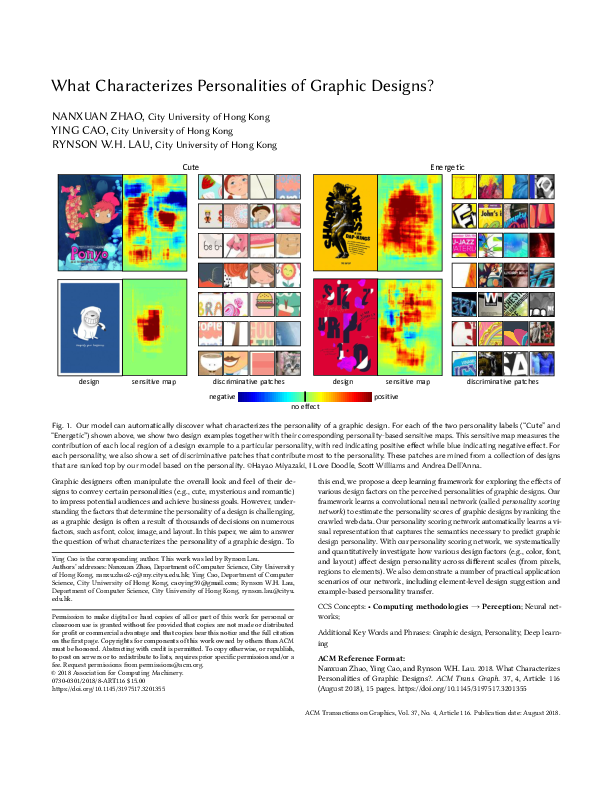 What Characterizes Personalities of Graphic Designs?
NANXUAN ZHAO, City University of Hong Kong
YING CAO, City University of Hong Kong
RYNSON W.H. LAU, City University of Hong Kong
Cute
Energetic
Ponyo
design
sensitive map
discriminative patches
design
sensitive map
discriminative patches
negative
positive
no effect
Fig. 1. Our model can automatically discover what characterizes the personality of a graphic design. For each of the two personality labels ("Cute" and
"Energetic") shown above, we show two design examples together with their corresponding personality-based sensitive maps. This sensitive map measures the
contribution of each local region of a design example to a particular personality, with red indicating positive effect while blue indicating negative effect. For
each personality, we also show a set of discriminative patches that contribute most to the personality. These patches are mined from a collection of designs
that are ranked top by our model based on the personality. ©Hayao Miyazaki, I Love Doodle, Scott Williams and Andrea Dell'Anna.
Graphic designers often manipulate the overall look and feel of their de-
signs to convey certain personalities (e.g., cute, mysterious and romantic)
to impress potential audiences and achieve business goals. However, under-
standing the factors that determine the personality of a design is challenging,
as a graphic design is often a result of thousands of decisions on numerous
factors, such as font, color, image, and layout. In this paper, we aim to answer
the question of what characterizes the personality of a graphic design. To
Ying Cao is the corresponding author. This work was led by Rynson Lau.
Authors' addresses: Nanxuan Zhao, Department of Computer Science, City University
of Hong Kong, nanxuzhao2-c@my.cityu.edu.hk; Ying Cao, Department of Computer
Science, City University of Hong Kong, caoying59@gmail.com; Rynson W.H. Lau,
Department of Computer Science, City University of Hong Kong, rynson.lau@cityu.
edu.hk.
Permission to make digital or hard copies of all or part of this work for personal or
classroom use is granted without fee provided that copies are not made or distributed
for profit or commercial advantage and that copies bear this notice and the full citation
on the first page. Copyrights for components of this work owned by others than ACM
must be honored. Abstracting with credit is permitted. To copy otherwise, or republish,
to post on servers or to redistribute to lists, requires prior specific permission and/or a
fee. Request permissions from permissions@acm.org.
© 2018 Association for Computing Machinery.
0730-0301/2018/8-ART116 $15.00
https://doi.org/10.1145/3197517.3201355
this end, we propose a deep learning framework for exploring the effects of
various design factors on the perceived personalities of graphic designs. Our
framework learns a convolutional neural network (called personality scoring
network) to estimate the personality scores of graphic designs by ranking the
crawled web data. Our personality scoring network automatically learns a vi-
sual representation that captures the semantics necessary to predict graphic
design personality. With our personality scoring network, we systematically
and quantitatively investigate how various design factors (e.g., color, font,
and layout) affect design personality across different scales (from pixels,
regions to elements). We also demonstrate a number of practical application
scenarios of our network, including element-level design suggestion and
example-based personality transfer.
CCS Concepts: • Computing methodologies → Perception; Neural net-
works;
Additional Key Words and Phrases: Graphic design, Personality, Deep learn-
ing
ACM Reference Format:
Nanxuan Zhao, Ying Cao, and Rynson W.H. Lau. 2018. What Characterizes
Personalities of Graphic Designs?. ACM Trans. Graph. 37, 4, Article 116
(August 2018), 15 pages. https://doi.org/10.1145/3197517.3201355
ACM Transactions on Graphics, Vol. 37, No. 4, Article 116. Publication date: August 2018.